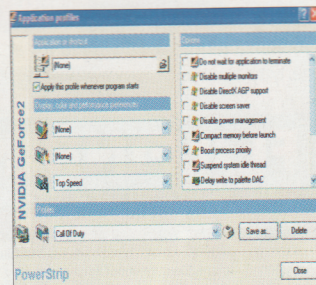 Application profiles
Application or shortcut
(None)
Apply this profile whenever program starts
Display, color and performance preferences
(None)
(None)
Top Speed
Options
Do not wait for application to terminate
Disable multiple monitors
Disable DirectX AGP support
Disable screen saver
Disable power management
Compact memory before launch
Boost process priority
Suspend system idle thread
Delay write to palette DAC
NVIDIA GeForce2
Profiles
Call Of Duty
Save as...
Delete
PowerStrip
Close